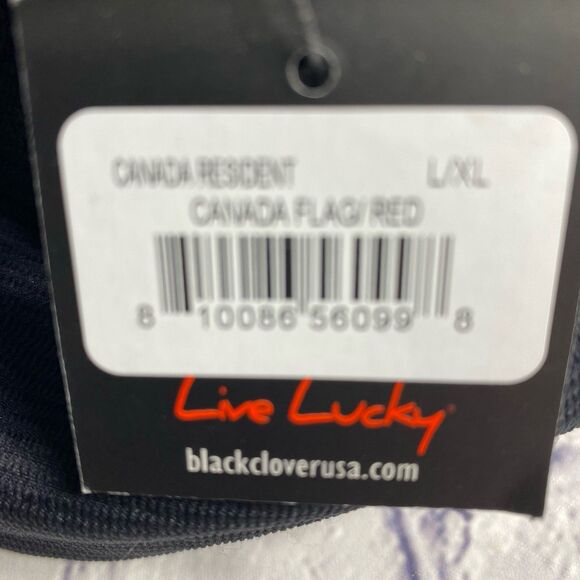 CANADA RESIDENT L/XL
CANADA FLAG/ RED
8 10086 56099 8
Live Lucky
blackcloverusa.com